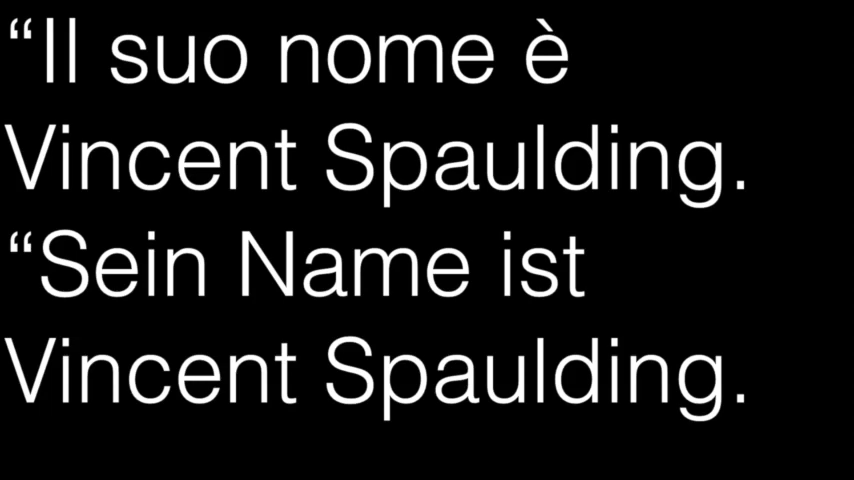 “Il suo nome è
Vincent Spaulding.
“Sein Name ist
Vincent Spaulding.